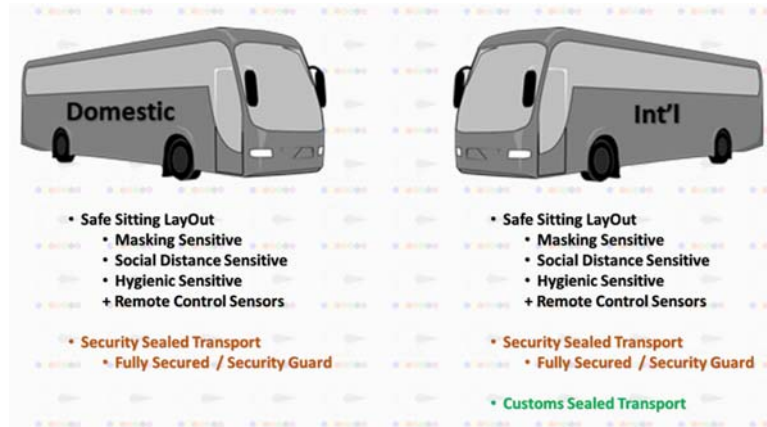 Domestic
• Safe Sitting LayOut
• Masking Sensitive
• Social Distance Sensitive
• Hygienic Sensitive
+ Remote Control Sensors
• Security Sealed Transport
• Fully Secured / Security Guard
Int'l
• Safe Sitting LayOut
• Masking Sensitive
• Social Distance Sensitive
• Hygienic Sensitive
+ Remote Control Sensors
• Security Sealed Transport
• Fully Secured / Security Guard
• Customs Sealed Transport